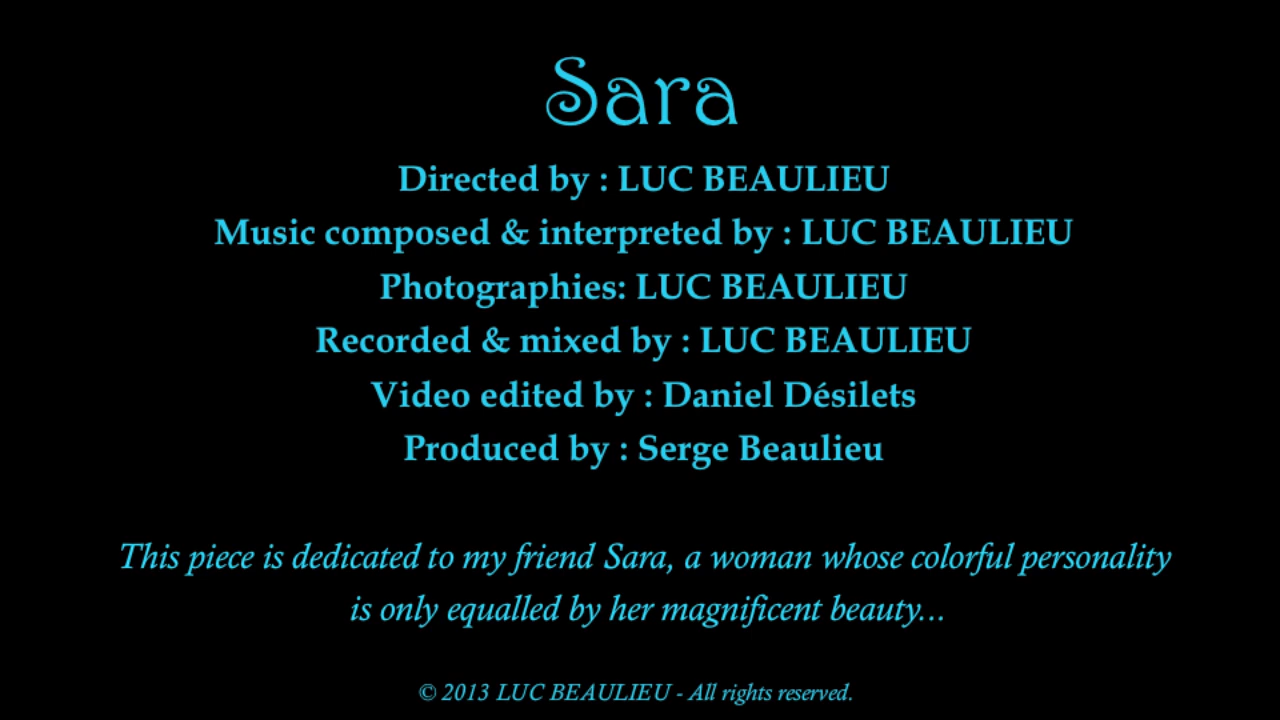 Sara
Directed by : LUC BEAULIEU
Music composed & interpreted by : LUC BEAULIEU
Photographies: LUC BEAULIEU
Recorded & mixed by : LUC BEAULIEU
Video edited by : Daniel Désilets
Produced by : Serge Beaulieu
This piece is dedicated to my friend Sara, a woman whose colorful personality
is only equalled by her magnificent beauty...
© 2013 LUC BEAULIEU - All rights reserved.